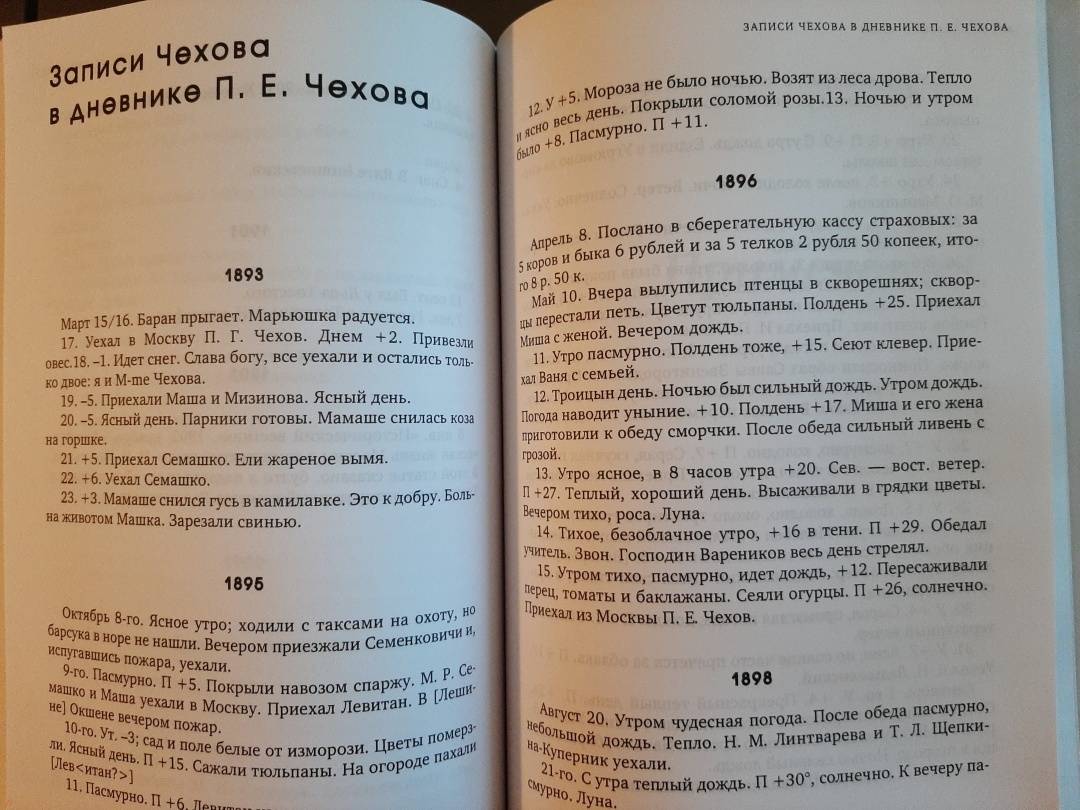 Записи Чехова
в дневнике П. Е. Чехова
1893
Март 15/16. Баран прыгает. Марьюшка радуется.
17. Уехал в Москву П. Г. Чехов. Днем +2. Привезли
овес.18. –1. Идет снег. Слава богу, все уехали и остались толь-
ко двое: я и M-me Чехова.
19. –5. Приехали Маша и Мизинова. Ясный день.
20. –5. Ясный день. Парники готовы. Мамаше снилась коза
на горшке.
21. +5. Приехал Семашко. Ели жареное вымя.
22. +6. Уехал Семашко.
23. +3. Мамаше снился гусь в камилавке. Это к добру. Боль-
на животом Машка. Зарезали свинью.
1895
Октябрь 8-го. Ясное утро; ходили с таксами на охоту, но
барсука в норе не нашли. Вечером приезжали Семенковичи и,
испугавшись пожара, уехали.
9-го. Пасмурно. П +5. Покрыли навозом спаржу. М. Р. Се-
машко и Маша уехали в Москву. Приехал Левитан. В [Леши-
не] Окшене вечером пожар.
10-го. Ут. –3; сад и поле белые от изморози. Цветы померз-
ли. Ясный день. П +15. Сажали тюльпаны. На огороде пахали
[Лев<итан?>]
11. Пасмурно. П +6.
ЗАПИСИ ЧЕХОВА В ДНЕВНИКЕ П. Е. ЧЕХОВА
12. У +5. Мороза не было ночью. Возят из леса дрова. Тепло
и ясно весь день. Покрыли соломой розы.13. Ночью и утром
было +8. Пасмурно. П +11.
1896
Апрель 8. Послано в сберегательную кассу страховых: за
5 коров и быка 6 рублей и за 5 телков 2 рубля 50 копеек, ито-
го 8 р. 50 к.
Май 10. Вчера вылупились птенцы в скворешнях; сквор-
цы перестали петь. Цветут тюльпаны. Полдень +25. Приехал
Миша с женой. Вечером дождь.
11. Утро пасмурно. Полдень тоже, +15. Сеют клевер. Прие-
хал Ваня с семьей.
12. Троицын день. Ночью был сильный дождь. Утром дождь.
Погода наводит уныние. +10. Полдень +17. Миша и его жена
приготовили к обеду сморчки. После обеда сильный ливень с
грозой.
13. Утро ясное, в 8 часов утра +20. Сев. — вост. ветер.
П +27. Теплый, хороший день. Высаживали в грядки цветы.
Вечером тихо, роса. Луна.
14. Тихое, безоблачное утро, +16 в тени. П +29. Обедал
учитель. Звон. Господин Вареников весь день стрелял.
15. Утром тихо, пасмурно, идет дождь, +12. Пересаживали
перец, томаты и баклажаны. Сеяли огурцы. П +26, солнечно.
Приехал из Москвы П. Е. Чехов.
1898
Август 20. Утром чудесная погода. После обеда пасмурно,
небольшой дождь. Тепло. Н. М. Линтварева и Т. Л. Щепки-
на-Куперник уехали.
21-го. С утра теплый дождь. П +30°, солнечно. К вечеру па-
смурно. Луна.